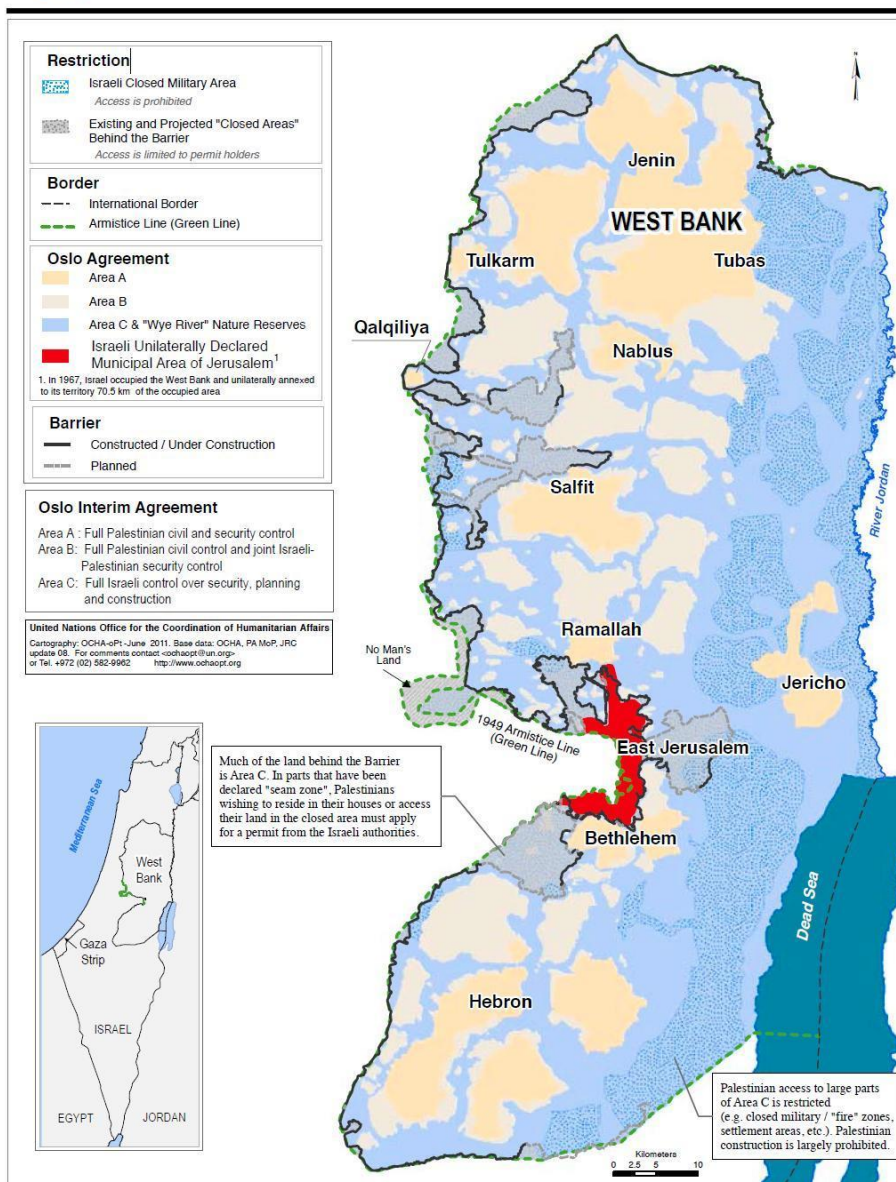 Restriction
Israeli Closed Military Area
Access is prohibited
Existing and Projected "Closed Areas"
Behind the Barrier
Access is limited to permit holders
Border
International Border
Armistice Line (Green Line)
Oslo Agreement
Area A
Area B
Area C & "Wye River" Nature Reserves
Israeli Unilaterally Declared
Municipal Area of Jerusalem1
1. In 1967, Israel occupied the West Bank and unilaterally annexed
to its territory 70.5 km of the occupied area
Barrier
Constructed / Under Construction
Planned
Oslo Interim Agreement
Area A : Full Palestinian civil and security control
Area B: Full Palestinian civil control and joint Israeli-
Palestinian security control
Area C: Full Israeli control over security, planning
and construction
United Nations Office for the Coordination of Humanitarian Affairs
Cartography: OCHA-oPt -June 2011. Base data: OCHA, PA MoP, JRC
update 08. For comments contact <ochaopt@un.org>
or Tel. +972 (02) 582-9962 http://www.ochaopt.org
Jenin
WEST BANK
Tulkarm
Tubas
Qalqiliya
Nablus
Salfit
River Jordan
Ramallah
No Man's
Land
Jericho
1949 Armistice Line
(Green Line)
East Jerusalem
Bethlehem
Dead Sea
Hebron
Much of the land behind the Barrier
is Area C. In parts that have been
declared "seam zone", Palestinians
wishing to reside in their houses or access
their land in the closed area must apply
for a permit from the Israeli authorities.
Palestinian access to large parts
of Area C is restricted
(e.g. closed military / "fire" zones,
settlement areas, etc.). Palestinian
construction is largely prohibited.
Kilometers
0 2.5 5 10
Mediterranean Sea
West
Bank
Gaza
Strip
ISRAEL
EGYPT
JORDAN